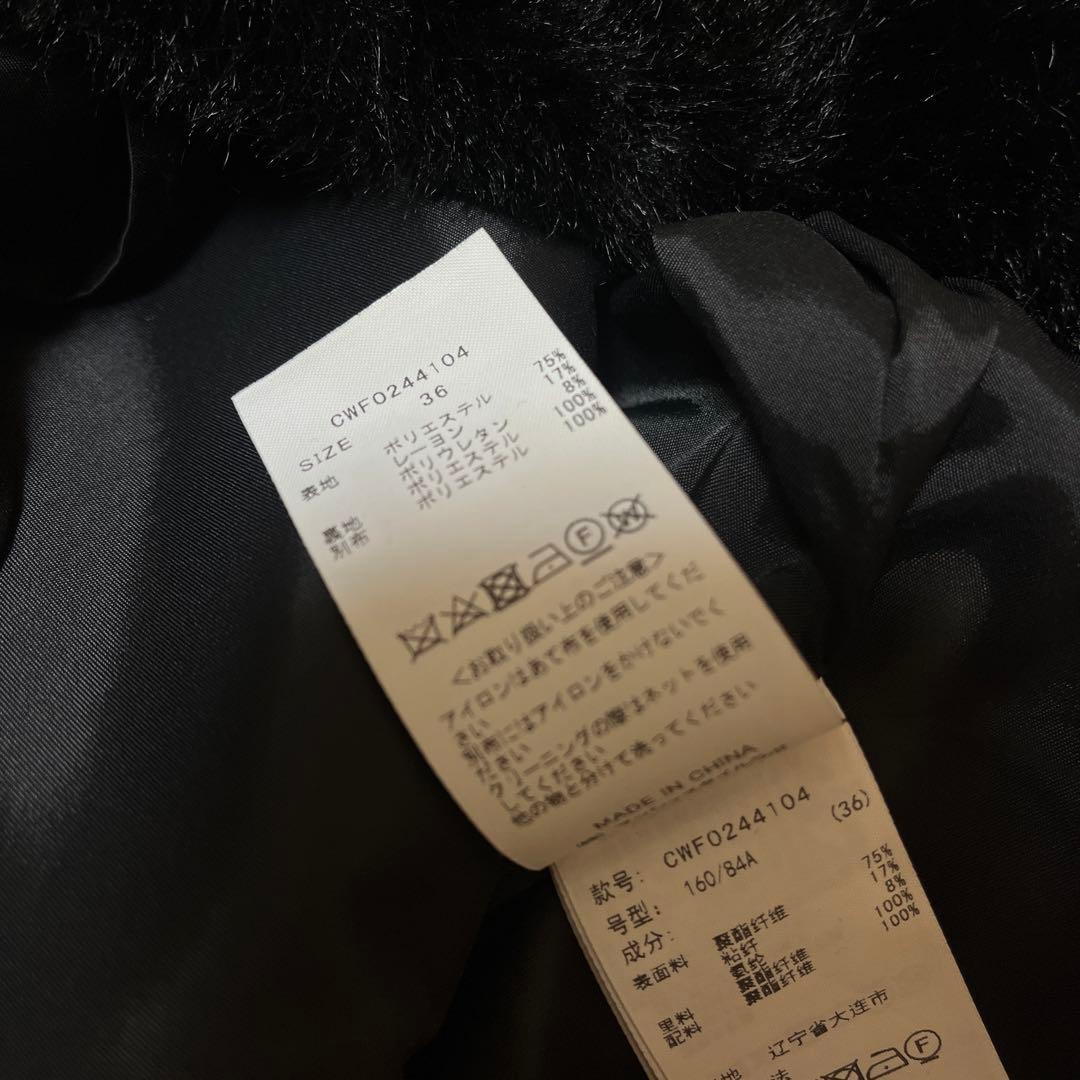 CWFO244104
SIZE 36
表地 ポリエステル 75%
レーヨン 17%
ポリウレタン 8%
裏地 ポリエステル 100%
別布 ポリエステル 100%
F W
<お取り扱い上のご注意>
アイロンはあて布を使用してくだ
さい
別布にはアイロンをかけないでく
ださい
クリーニングの際はネットを使用
してください
他の物と分けて洗ってください
MADE IN CHINA
款号: CWFO244104 (36)
号型: 160/84A
成分:
表面料 聚酯纤维 75%
粘纤 17%
氨纶 8%
里料 聚酯纤维 100%
配料 聚酯纤维 100%
地 辽宁省大连市
法
F